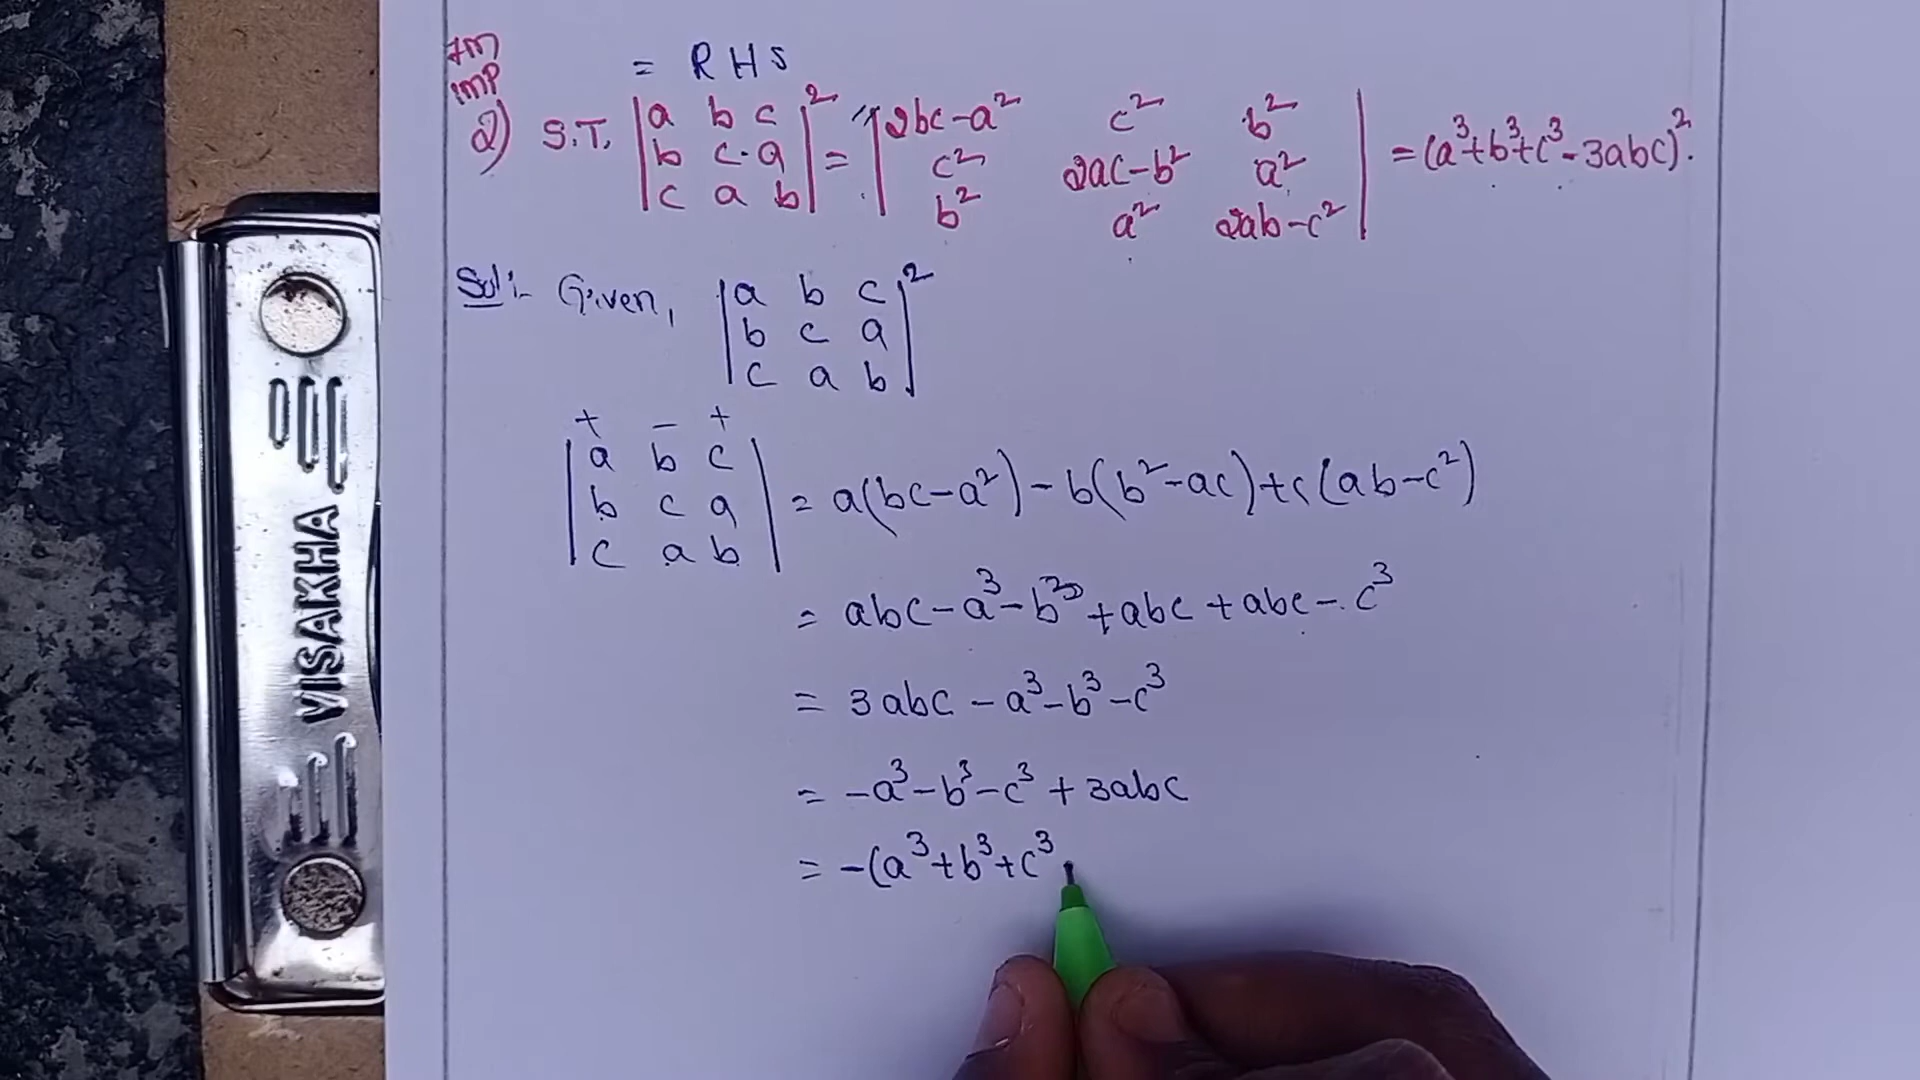 7M
IMP
= RHS
2) S.T. |a b c|² = |2bc-a² c² b²| = (a³+b³+c³-3abc)².
|b c a| |c² 2ac-b² a²|
|c a b| |b² a² 2ab-c²|
Sol:- Given, |a b c|²
|b c a|
|c a b|
+ - +
|a b c|
|b c a| = a(bc-a²)-b(b²-ac)+c(ab-c²)
|c a b|
= abc-a³-b³+abc+abc-c³
= 3abc-a³-b³-c³
= -a³-b³-c³+3abc
= -(a³+b³+c³
VISAKHA